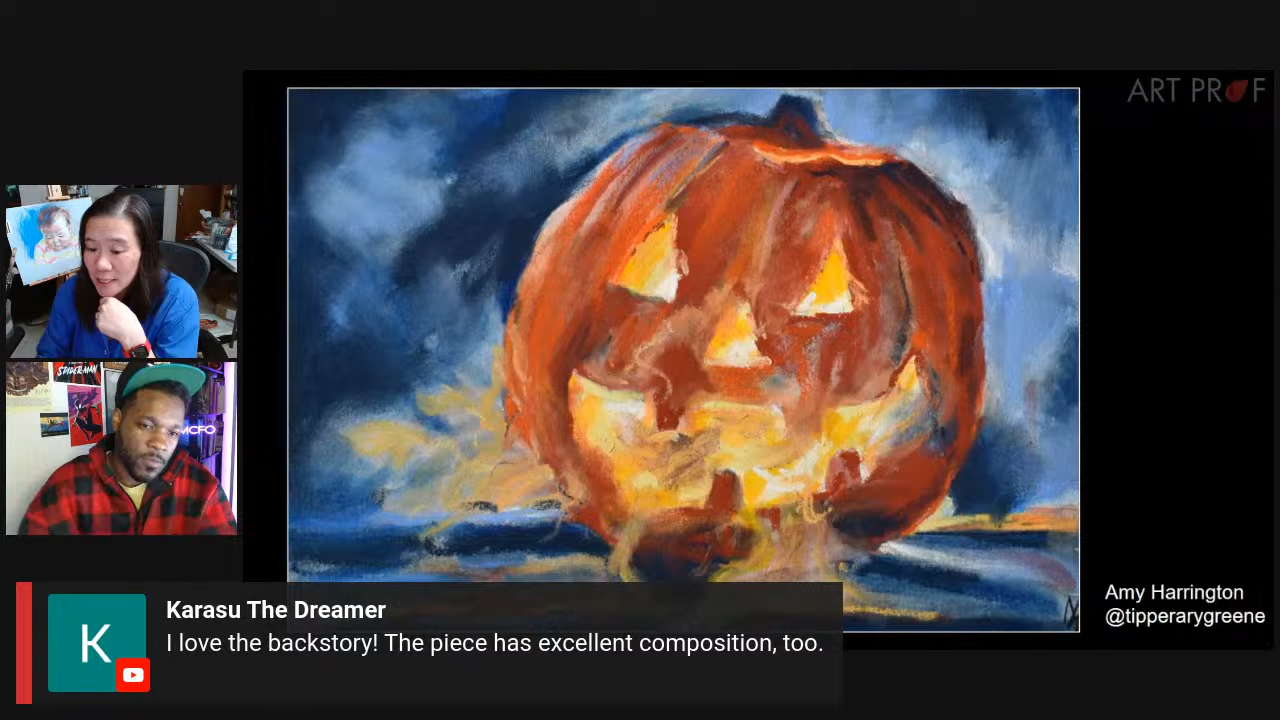 ART PROF
SPIDER-MAN
MCFO
Amy Harrington
@tipperarygreene
K
Karasu The Dreamer
I love the backstory! The piece has excellent composition, too.